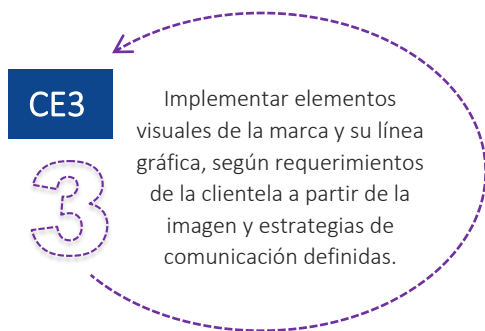 CE3
3
Implementar elementos
visuales de la marca y su línea
gráfica, según requerimientos
de la clientela a partir de la
imagen y estrategias de
comunicación definidas.